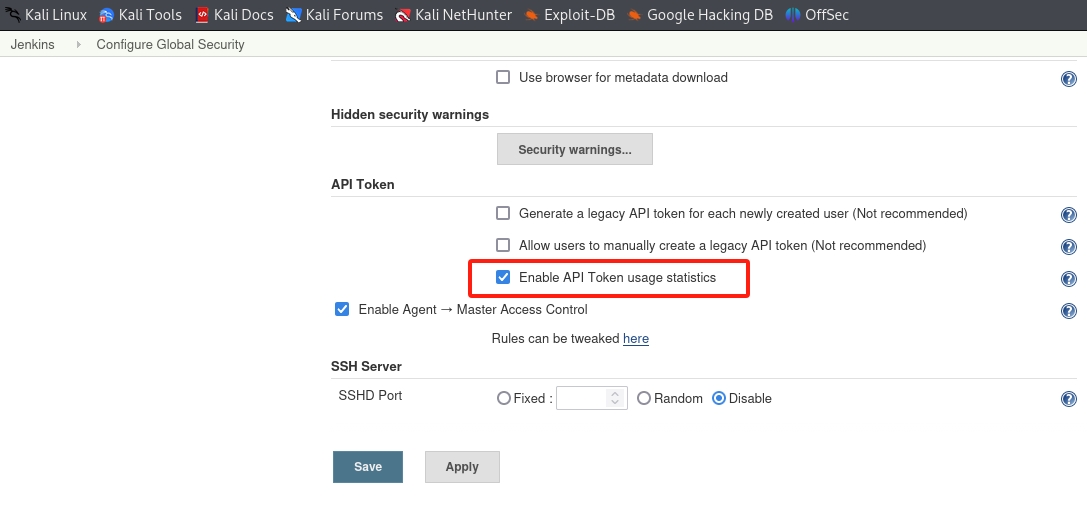 Kali Linux Kali Tools Kali Docs Kali Forums Kali NetHunter Exploit-DB Google Hacking DB OffSec
Jenkins Configure Global Security
Use browser for metadata download
Hidden security warnings
Security warnings...
API Token
Generate a legacy API token for each newly created user (Not recommended)
Allow users to manually create a legacy API token (Not recommended)
Enable API Token usage statistics
Enable Agent → Master Access Control
Rules can be tweaked here
SSH Server
SSHD Port Fixed : Random Disable
Save Apply